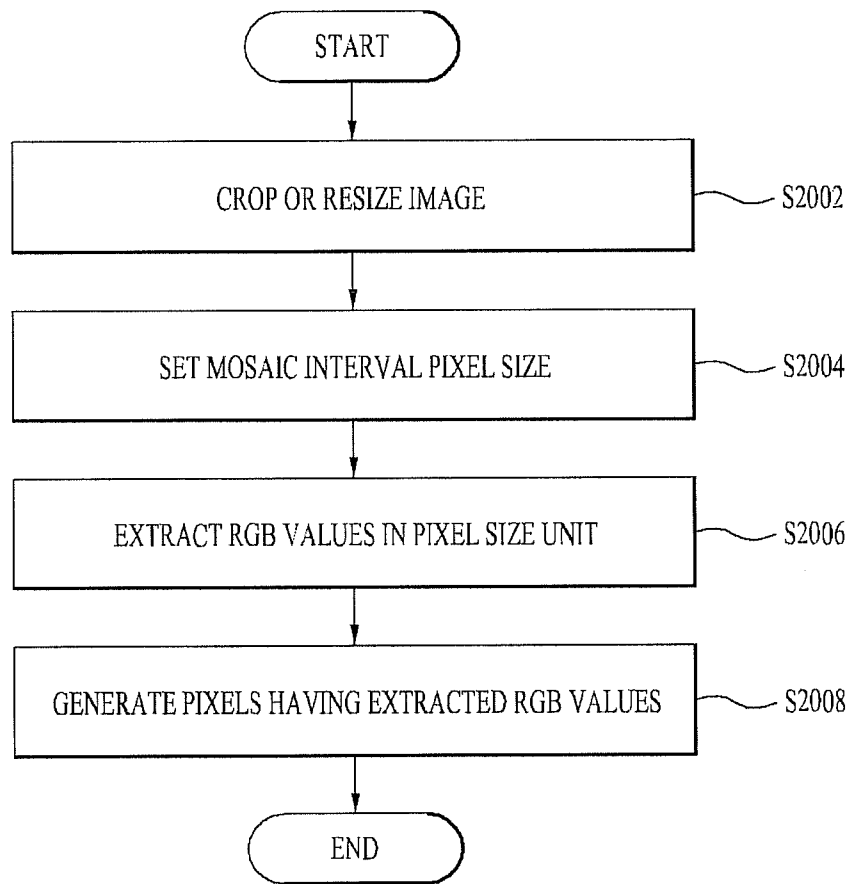 START
CROP OR RESIZE IMAGE
S2002
SET MOSAIC INTERVAL PIXEL SIZE
S2004
EXTRACT RGB VALUES IN PIXEL SIZE UNIT
S2006
GENERATE PIXELS HAVING EXTRACTED RGB VALUES
S2008
END